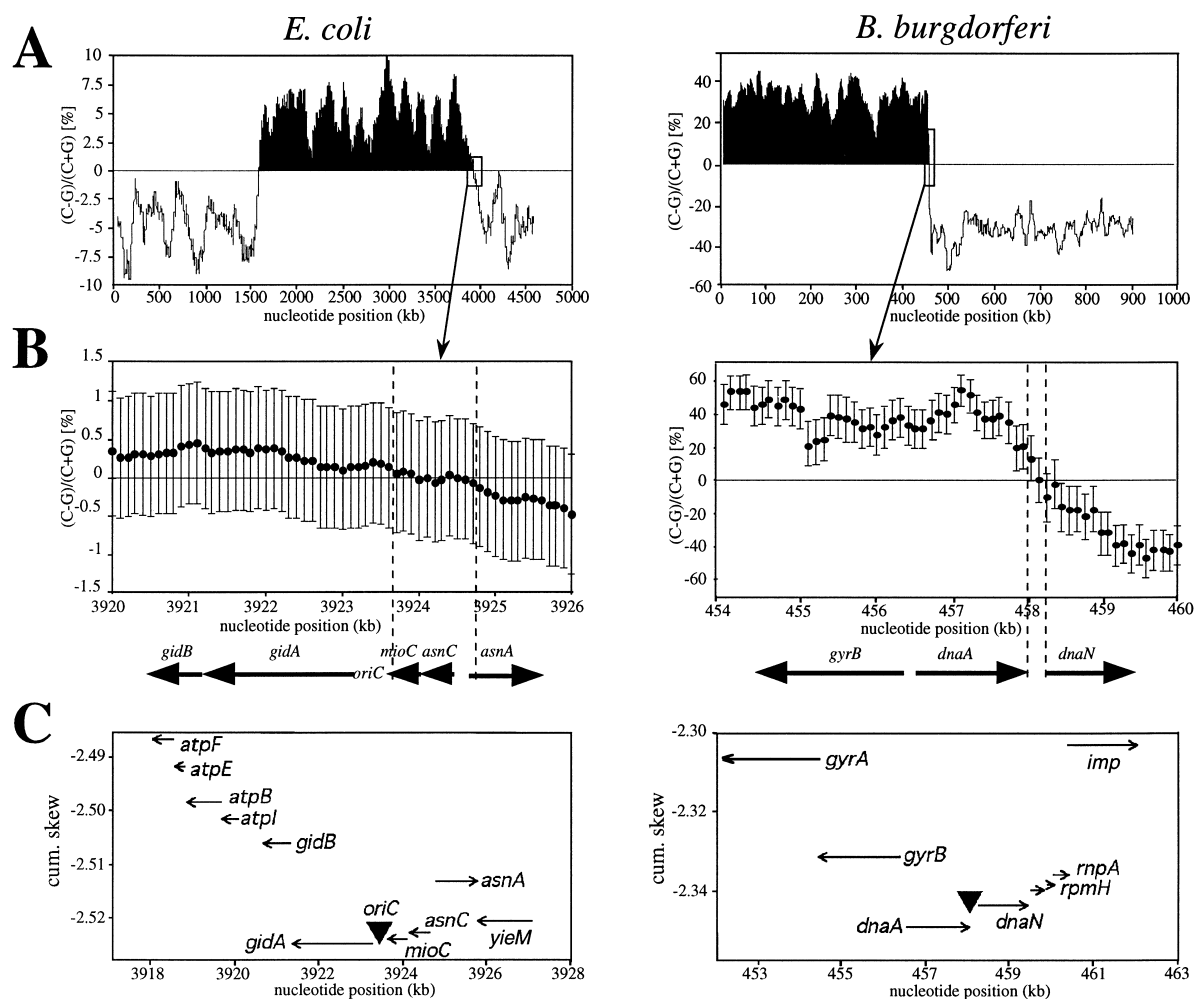 E. coli
B. burgdorferi
A
(C-G)/(C+G) [%]
10
7.5
5
2.5
0
-2.5
-5
-7.5
-10
0 500 1000 1500 2000 2500 3000 3500 4000 4500 5000
nucleotide position (kb)
(C-G)/(C+G) [%]
40
20
0
-20
-40
-60
0 100 200 300 400 500 600 700 800 900 1000
nucleotide position (kb)
B
(C-G)/(C+G) [%]
1.5
1
0.5
0
-0.5
-1
-1.5
3920 3921 3922 3923 3924 3925 3926
nucleotide position (kb)
gidB gidA oriC mioC asnC asnA
(C-G)/(C+G) [%]
60
40
20
0
-20
-40
-60
454 455 456 457 458 459 460
nucleotide position (kb)
gyrB dnaA dnaN
C
cum. skew
-2.49
-2.50
-2.51
-2.52
atpF
atpE
atpB
atpI
gidB
asnA
oriC
asnC
yieM
gidA
mioC
3918 3920 3922 3924 3926 3928
nucleotide position (kb)
cum. skew
-2.30
-2.32
-2.34
gyrA
imp
gyrB
rnpA
rpmH
dnaN
dnaA
453 455 457 459 461 463
nucleotide position (kb)